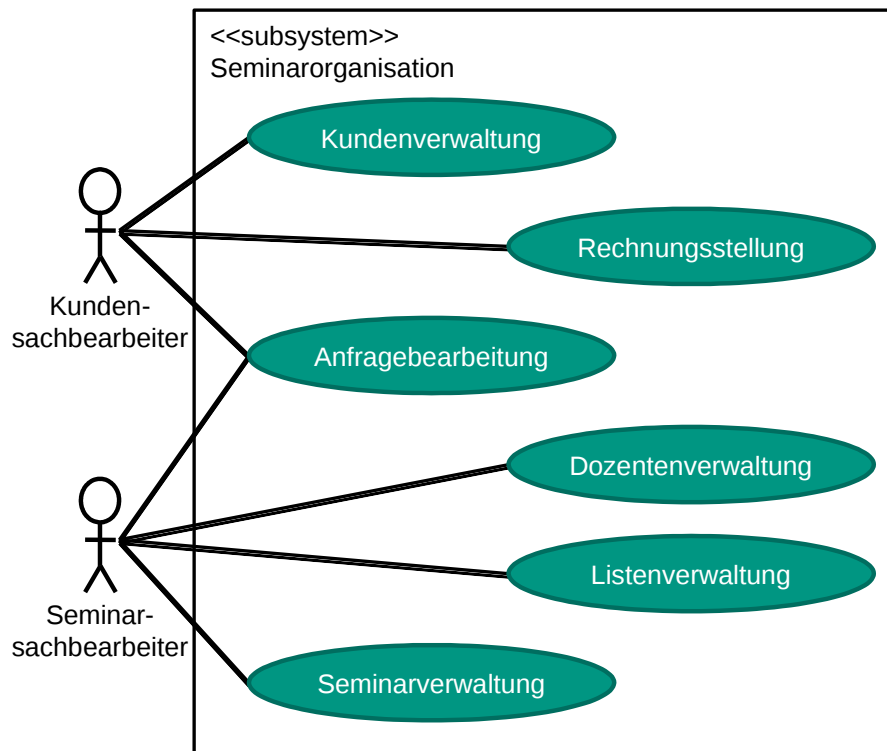 <<subsystem>>
Seminarorganisation
Kundenverwaltung
Rechnungsstellung
Kunden-
sachbearbeiter
Anfragebearbeitung
Dozentenverwaltung
Listenverwaltung
Seminar-
sachbearbeiter
Seminarverwaltung